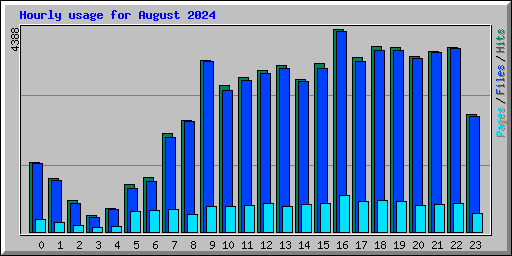 Hourly usage for August 2024
4388
Pages/Files/Hits
0 1 2 3 4 5 6 7 8 9 10 11 12 13 14 15 16 17 18 19 20 21 22 23